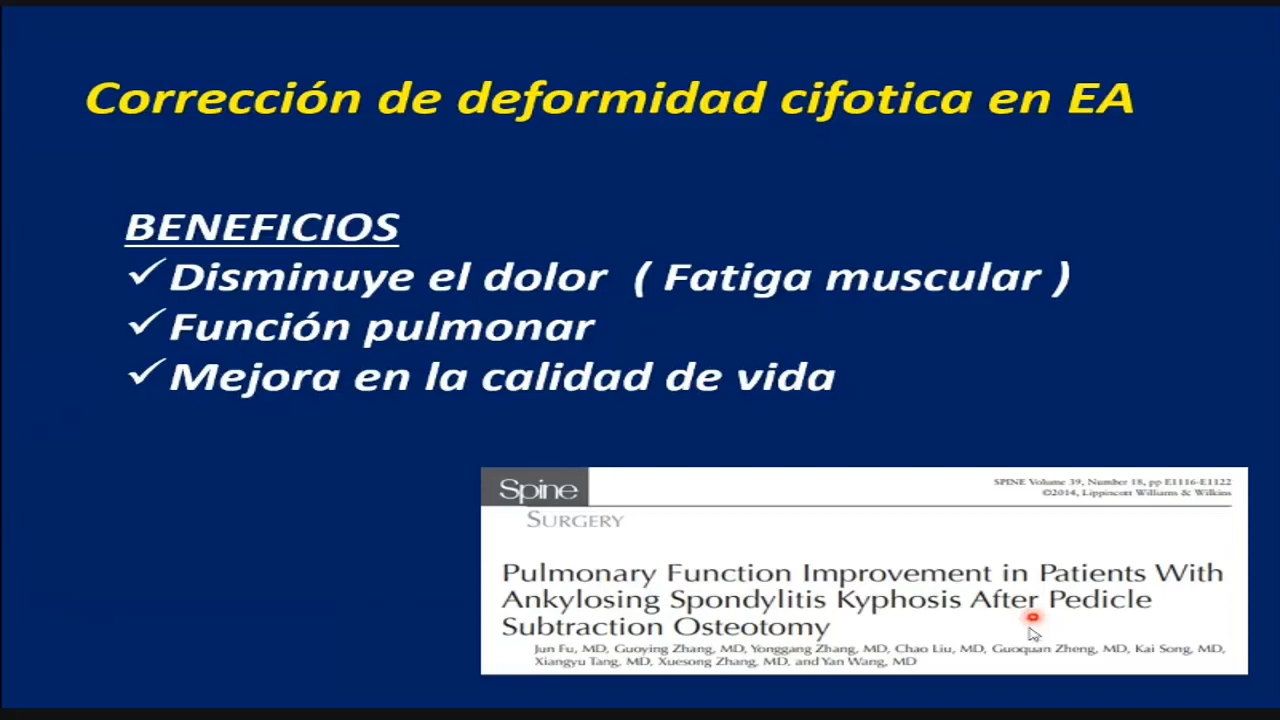 Corrección de deformidad cifotica en EA
BENEFICIOS
✓Disminuye el dolor ( Fatiga muscular )
✓Función pulmonar
✓Mejora en la calidad de vida
Spine
SPINE Volume 39, Number 18, pp E1116-E1122
©2014, Lippincott Williams & Wilkins
SURGERY
Pulmonary Function Improvement in Patients With
Ankylosing Spondylitis Kyphosis After Pedicle
Subtraction Osteotomy
Jun Fu, MD, Guoying Zhang, MD, Yonggang Zhang, MD, Chao Liu, MD, Guoquan Zheng, MD, Kai Song, MD,
Xiangyu Tang, MD, Xuesong Zhang, MD, and Yan Wang, MD